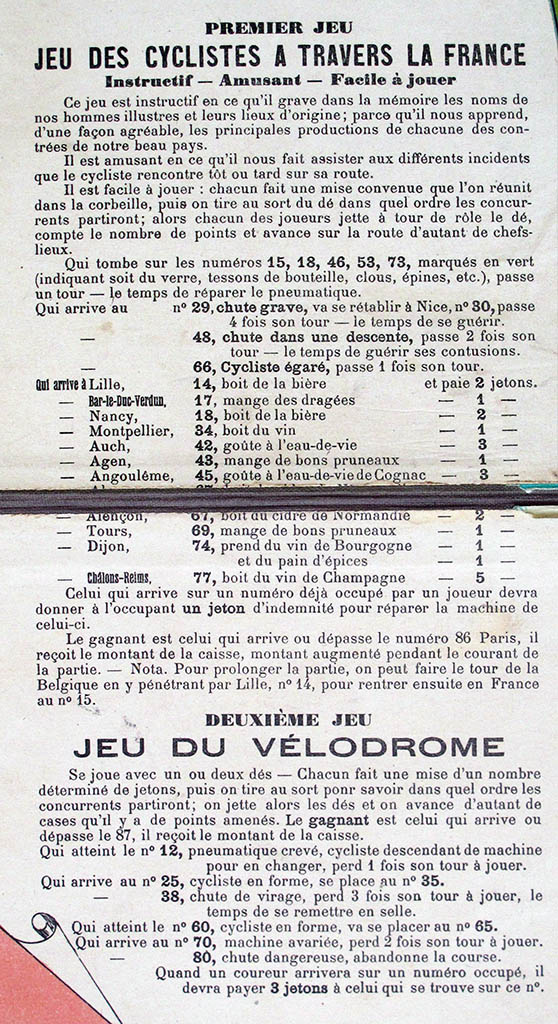 PREMIER JEU
JEU DES CYCLISTES A TRAVERS LA FRANCE
Instructif — Amusant — Facile à jouer
Ce jeu est instructif en ce qu'il grave dans la mémoire les noms de
nos hommes illustres et leurs lieux d'origine; parce qu'il nous apprend,
d'une façon agréable, les principales productions de chacune des con-
trées de notre beau pays.
Il est amusant en ce qu'il nous fait assister aux différents incidents
que le cycliste rencontre tôt ou tard sur sa route.
Il est facile à jouer : chacun fait une mise convenue que l'on réunit
dans la corbeille, puis on tire au sort du dé dans quel ordre les concur-
rents partiront; alors chacun des joueurs jette à tour de rôle le dé,
compte le nombre de points et avance sur la route d'autant de chefs-
lieux.
Qui tombe sur les numéros 15, 18, 46, 53, 73, marqués en vert
(indiquant soit du verre, tessons de bouteille, clous, épines, etc.), passe
un tour — le temps de réparer le pneumatique.
Qui arrive au n° 29, chute grave, va se rétablir à Nice, n° 30, passe
4 fois son tour — le temps de se guérir.
— 48, chute dans une descente, passe 2 fois son
tour — le temps de guérir ses contusions.
— 66, Cycliste égaré, passe 1 fois son tour.
Qui arrive à Lille, 14, boit de la bière et paie 2 jetons.
— Bar-le-Duc-Verdun, 17, mange des dragées — 1 —
— Nancy, 18, boit de la bière — 2 —
— Montpellier, 34, boit du vin — 1 —
— Auch, 42, goûte à l'eau-de-vie — 3 —
— Agen, 43, mange de bons pruneaux — 1 —
— Angoulême, 45, goûte à l'eau-de-vie de Cognac — 3 —
— Alençon, 67, boit du cidre de Normandie — 2 —
— Tours, 69, mange de bons pruneaux — 1 —
— Dijon, 74, prend du vin de Bourgogne — 1 —
et du pain d'épices — 1 —
— Châlons-Reims, 77, boit du vin de Champagne — 5 —
Celui qui arrive sur un numéro déjà occupé par un joueur devra
donner à l'occupant un jeton d'indemnité pour réparer la machine de
celui-ci.
Le gagnant est celui qui arrive ou dépasse le numéro 86 Paris, il
reçoit le montant de la caisse, montant augmenté pendant le courant de
la partie. — Nota. Pour prolonger la partie, on peut faire le tour de la
Belgique en y pénétrant par Lille, n° 14, pour rentrer ensuite en France
au n° 15.
DEUXIÈME JEU
JEU DU VÉLODROME
Se joue avec un ou deux dés — Chacun fait une mise d'un nombre
déterminé de jetons, puis on tire au sort ponr savoir dans quel ordre les
concurrents partiront; on jette alors les dés et on avance d'autant de
cases qu'il y a de points amenés. Le gagnant est celui qui arrive ou
dépasse le 87, il reçoit le montant de la caisse.
Qui atteint le n° 12, pneumatique crevé, cycliste descendant de machine
pour en changer, perd 1 fois son tour à jouer.
Qui arrive au n° 25, cycliste en forme, se place au n° 35.
— 38, chute de virage, perd 3 fois son tour à jouer, le
temps de se remettre en selle.
Qui atteint le n° 60, cycliste en forme, va se placer au n° 65.
Qui arrive au n° 70, machine avariée, perd 2 fois son tour à jouer.
— 80, chute dangereuse, abandonne la course.
Quand un coureur arrivera sur un numéro occupé, il
devra payer 3 jetons à celui qui se trouve sur ce n°.